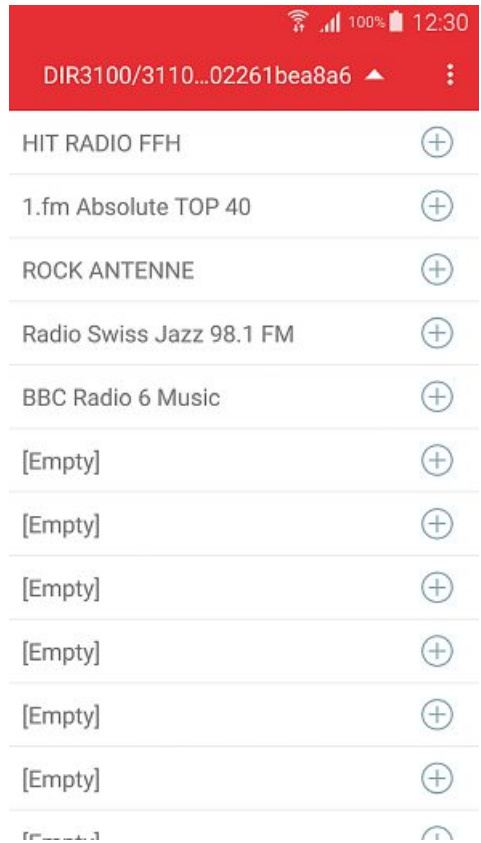 100% 12:30
DIR3100/3110...02261bea8a6
HIT RADIO FFH
1.fm Absolute TOP 40
ROCK ANTENNE
Radio Swiss Jazz 98.1 FM
BBC Radio 6 Music
[Empty]
[Empty]
[Empty]
[Empty]
[Empty]
[Empty]